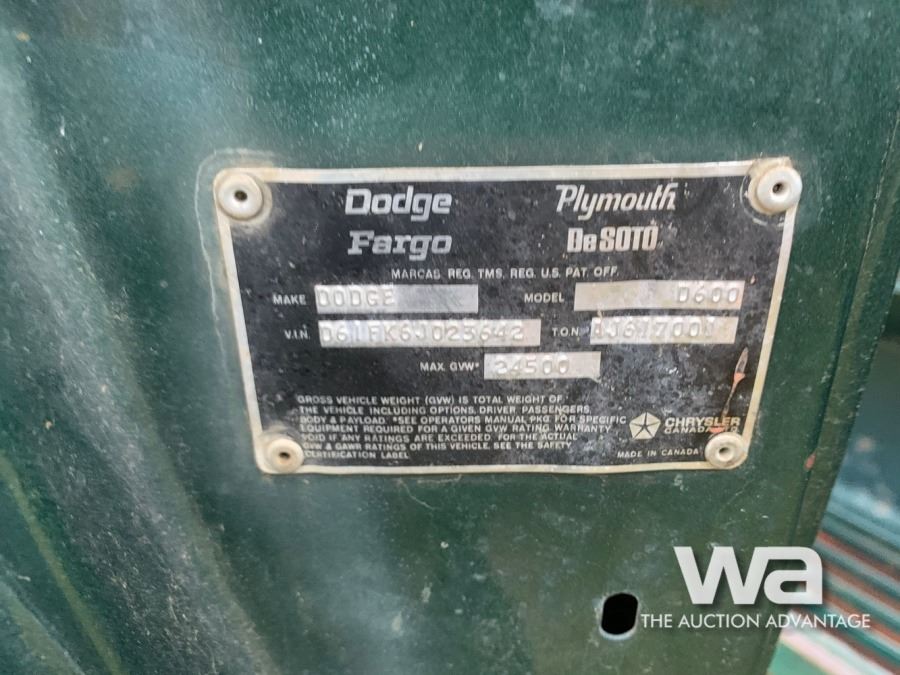 Dodge Plymouth
Fargo DeSOTO
MARCAS REG. TMS. REG. U.S. PAT. OFF.
MAKE DODGE MODEL D600
V.I.N. D61FK6J023642 T.O.N.
MAX. GVW* 24500
GROSS VEHICLE WEIGHT (GVW) IS TOTAL WEIGHT OF
THE VEHICLE INCLUDING OPTIONS, DRIVER, PASSENGERS
BODY & PAYLOAD. *SEE OPERATORS MANUAL PKG FOR SPECIFIC
EQUIPMENT REQUIRED FOR A GIVEN GVW RATING. WARRANTY
VOID IF ANY RATINGS ARE EXCEEDED. FOR THE ACTUAL
GVW & GAWR RATINGS OF THIS VEHICLE, SEE THE SAFETY
CERTIFICATION LABEL
CHRYSLER
CANADA LTD.
MADE IN CANADA
wa
THE AUCTION ADVANTAGE